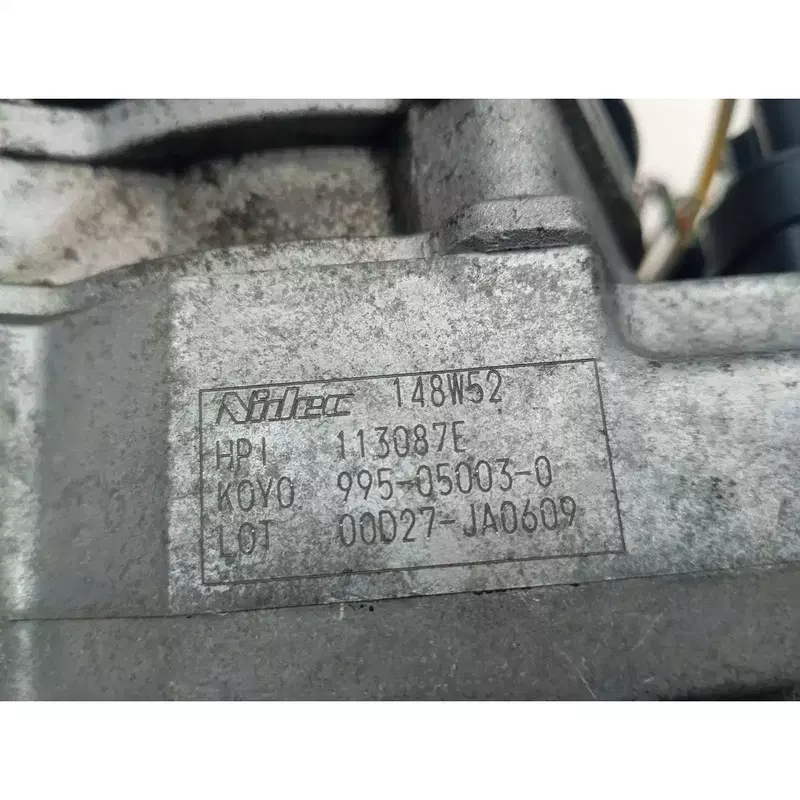 Nidec 148W52
HPI 113087E
KOYO 995-05003-0
LOT 00D27-JA0609